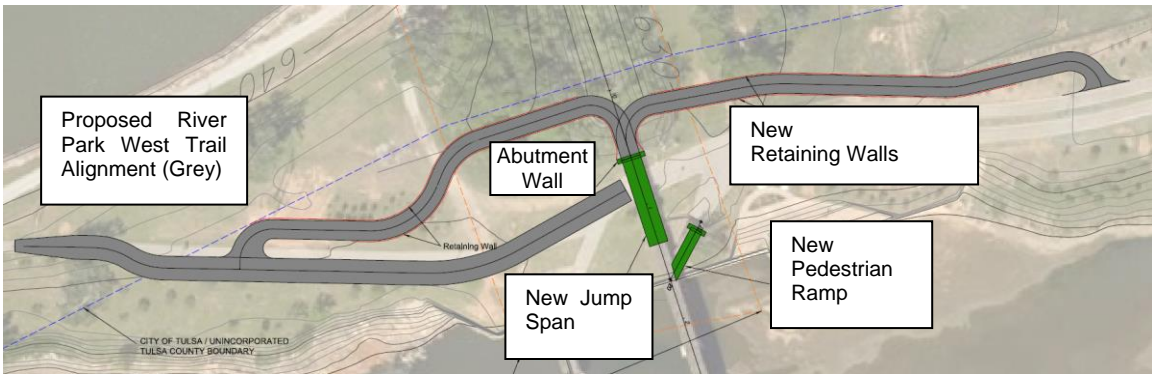 640
630
Proposed River
Park West Trail
Alignment (Grey)
Abutment
Wall
New
Retaining Walls
Retaining Wall
New Jump
Span
New
Pedestrian
Ramp
CITY OF TULSA / UNINCORPORATED
TULSA COUNTY BOUNDARY